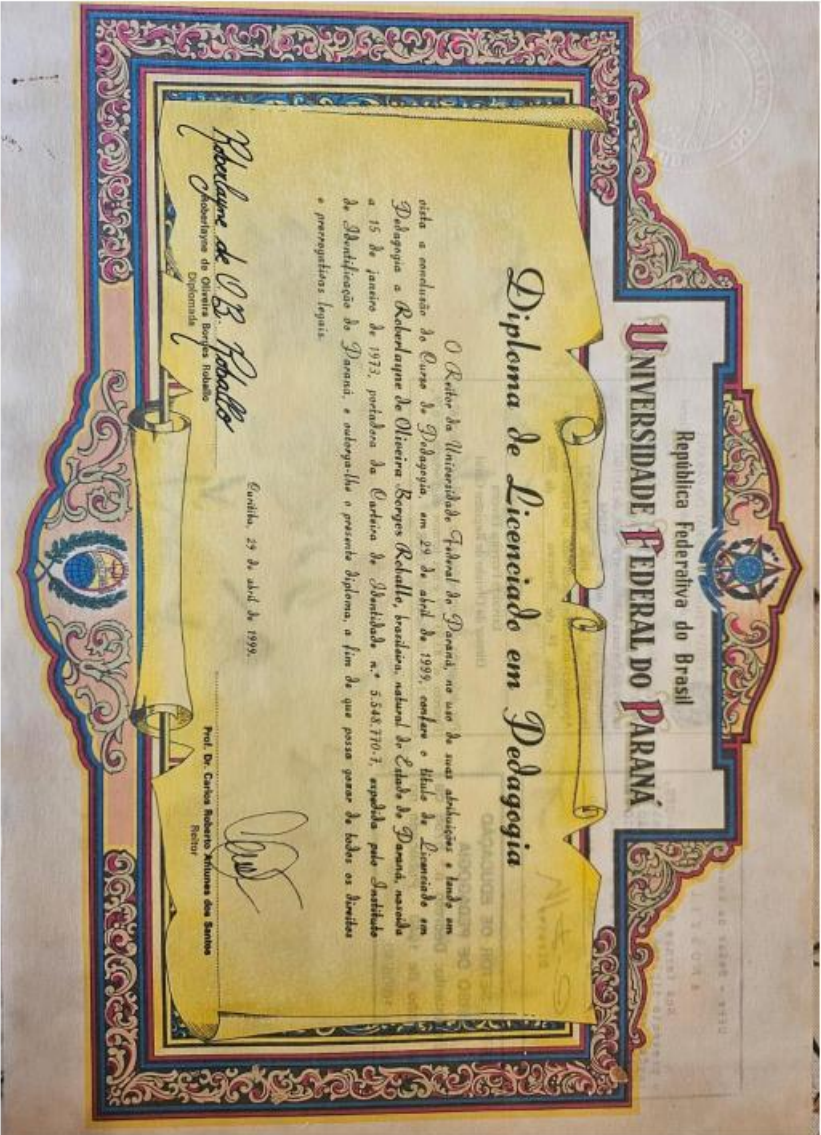 República Federativa do Brasil
UNIVERSIDADE FEDERAL DO PARANÁ
Diploma de Licenciado em Pedagogia
O Reitor da Universidade Federal do Paraná, no uso de suas atribuições e tendo em
vista a conclusão do Curso de Pedagogia, em 29 de abril de 1999, confere o título de Licenciado em
Pedagogia a Roberlayne de Oliveira Borges Roballo, brasileira, natural do Estado do Paraná, nascida
a 15 de janeiro de 1973, portadora da Carteira de Identidade n.º 5.548.770-7, expedida pelo Instituto
de Identificação do Paraná, e outorga-lhe o presente diploma, a fim de que possa gozar de todos os direitos
e prerrogativas legais.
Curitiba, 29 de abril de 1999.
Roberlayne de O. B. Roballo
Roberlayne de Oliveira Borges Roballo
Diplomada
Prof. Dr. Carlos Roberto Antunes dos Santos
Reitor